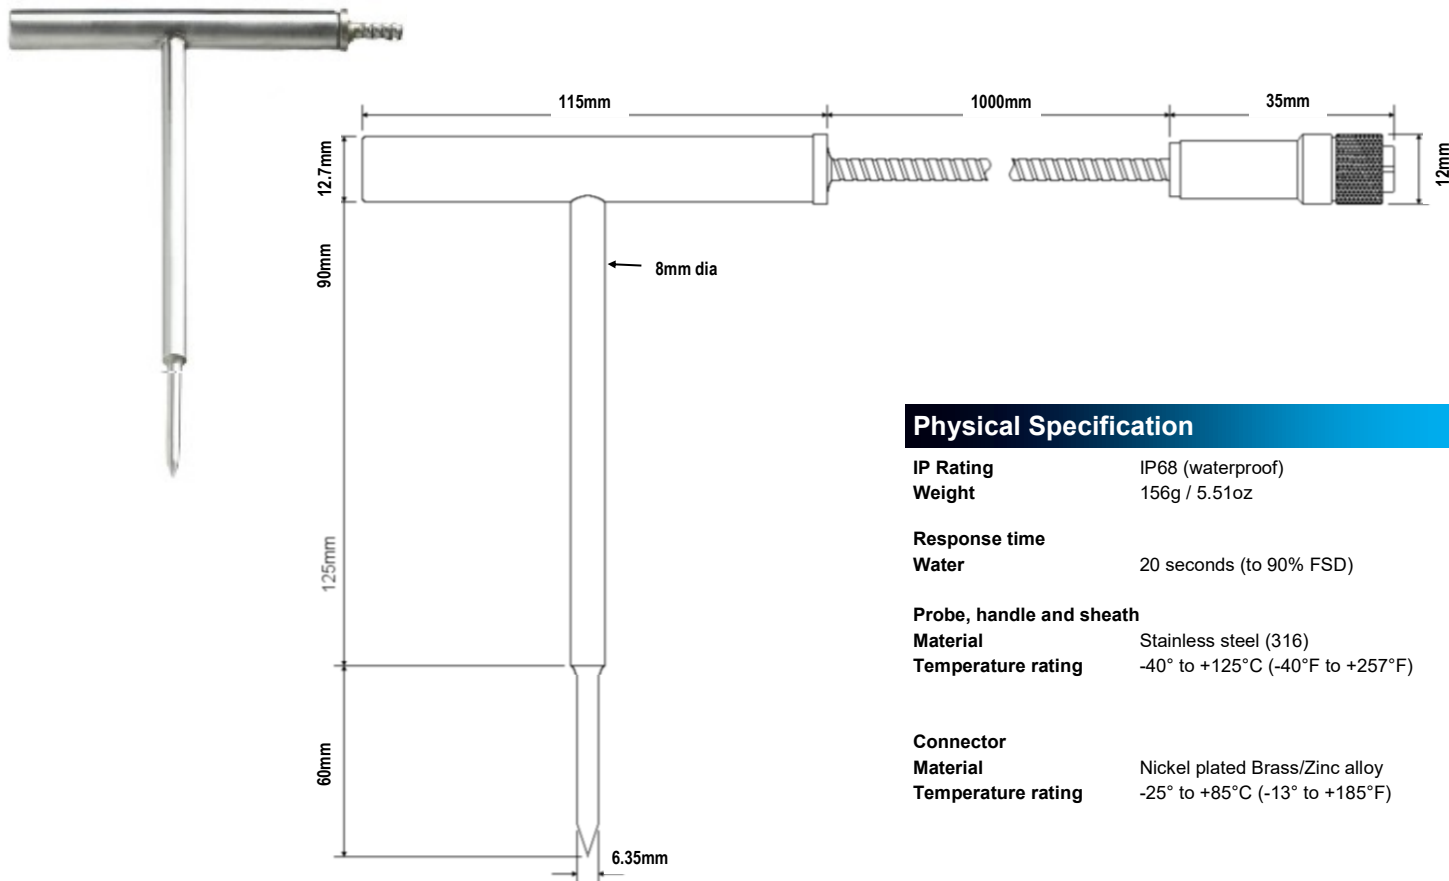 115mm
1000mm
35mm
12.7mm
12mm
90mm
8mm dia
125mm
60mm
6.35mm
Physical Specification
IP Rating IP68 (waterproof)
Weight 156g / 5.51oz
Response time
Water 20 seconds (to 90% FSD)
Probe, handle and sheath
Material Stainless steel (316)
Temperature rating -40° to +125°C (-40°F to +257°F)
Connector
Material Nickel plated Brass/Zinc alloy
Temperature rating -25° to +85°C (-13° to +185°F)